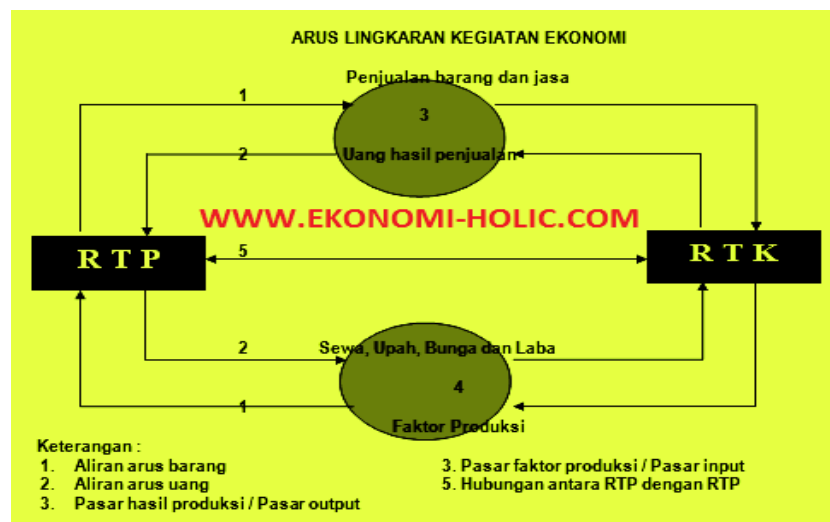 ARUS LINGKARAN KEGIATAN EKONOMI
Penjualan barang dan jasa
1
3
2
Uang hasil penjualan
WWW.EKONOMI-HOLIC.COM
R T P
5
R T K
2
Sewa, Upah, Bunga dan Laba
4
1
Faktor Produksi
Keterangan :
1. Aliran arus barang
2. Aliran arus uang
3. Pasar hasil produksi / Pasar output
3. Pasar faktor produksi / Pasar input
5. Hubungan antara RTP dengan RTP